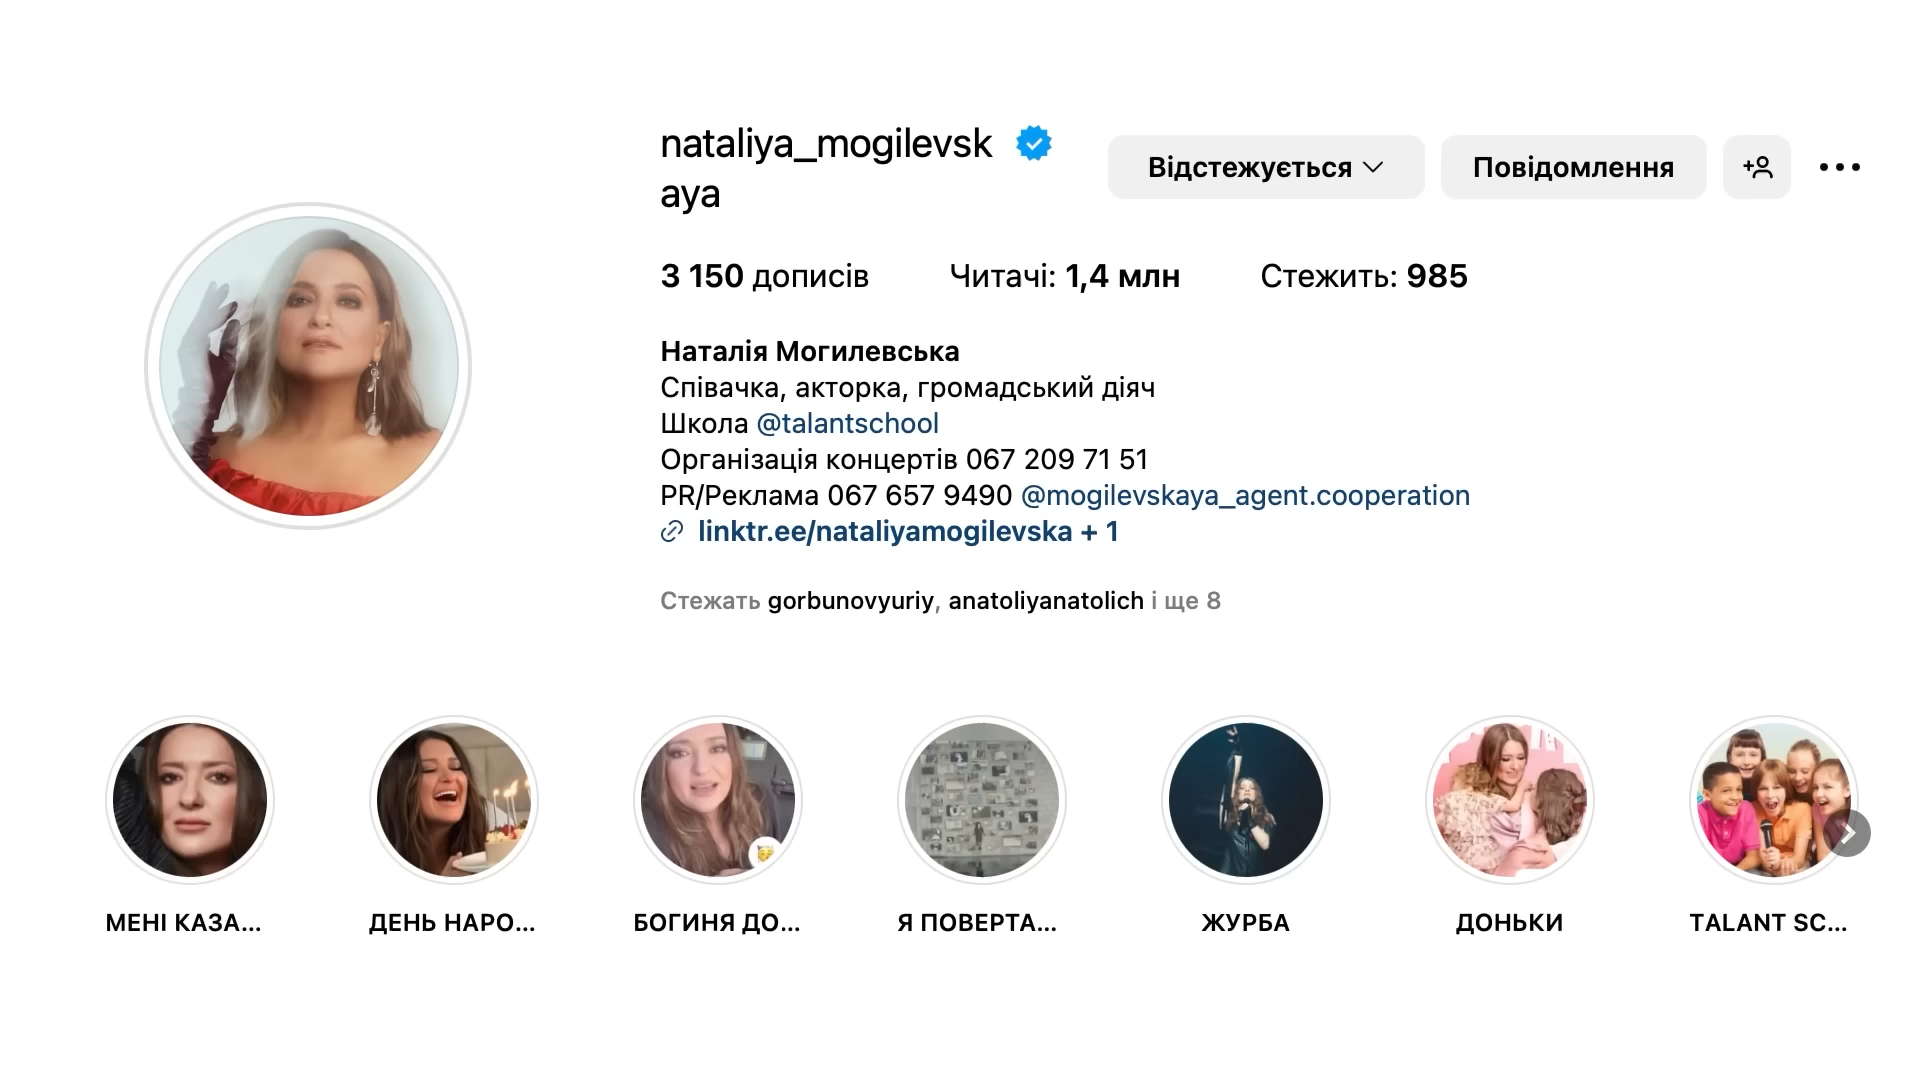 nataliya_mogilevsk
aya
Відстежується
Повідомлення
3 150 дописів
Читачі: 1,4 млн
Стежить: 985
Наталія Могилевська
Співачка, акторка, громадський діяч
Школа @talantschool
Організація концертів 067 209 71 51
PR/Реклама 067 657 9490 @mogilevskaya_agent.cooperation
linktr.ee/nataliyamogilevska + 1
Стежать gorbunovyuriy, anatoliyanatolich і ще 8
МЕНІ КАЗА...
ДЕНЬ НАРО...
БОГИНЯ ДО...
Я ПОВЕРТА...
ЖУРБА
ДОНЬКИ
TALANT SC...